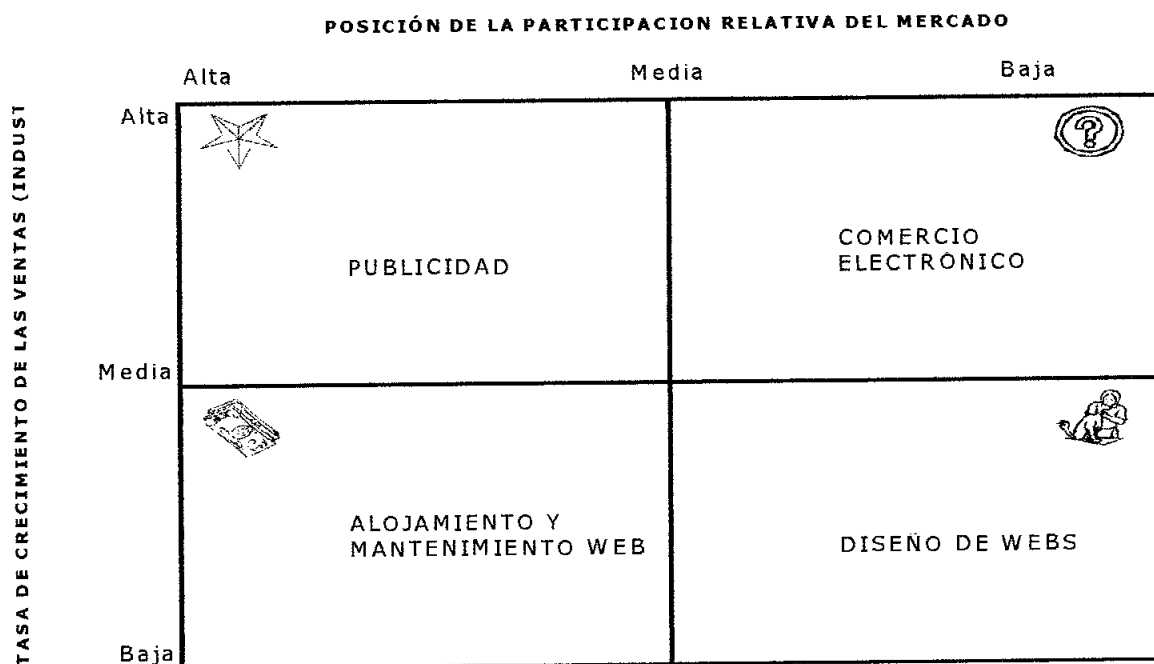 POSICIÓN DE LA PARTICIPACION RELATIVA DEL MERCADO
Alta
Media
Baja
TASA DE CRECIMIENTO DE LAS VENTAS (INDUST
Alta
?
PUBLICIDAD
COMERCIO
ELECTRÓNICO
Media
ALOJAMIENTO Y
MANTENIMIENTO WEB
DISEÑO DE WEBS
Baja